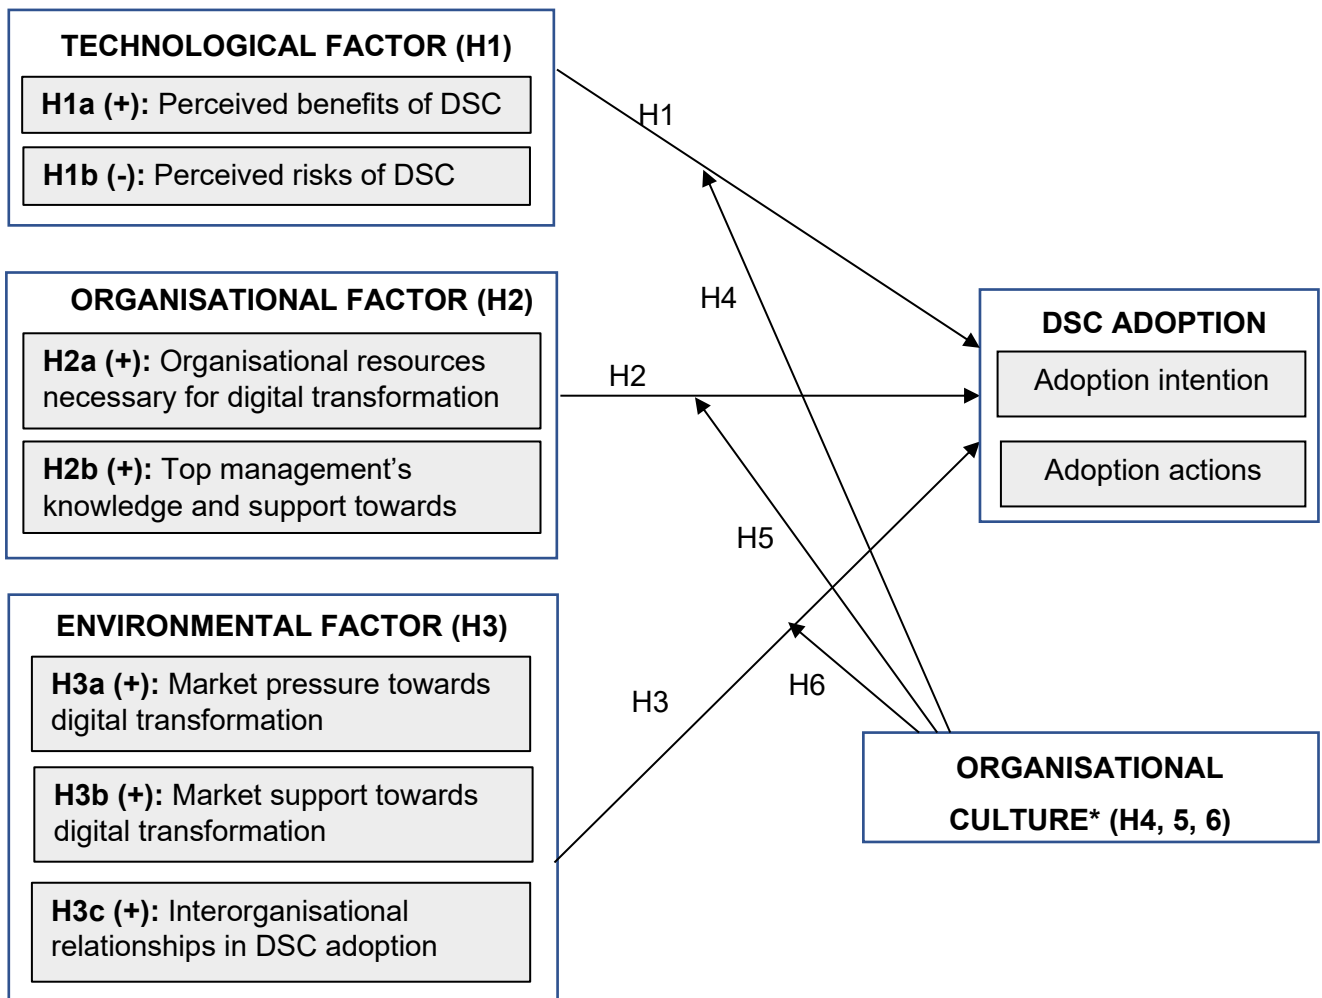 TECHNOLOGICAL FACTOR (H1)
H1a (+): Perceived benefits of DSC
H1b (-): Perceived risks of DSC
H1
ORGANISATIONAL FACTOR (H2)
H2a (+): Organisational resources
necessary for digital transformation
H2b (+): Top management’s
knowledge and support towards
H4
H2
H5
DSC ADOPTION
Adoption intention
Adoption actions
ENVIRONMENTAL FACTOR (H3)
H3a (+): Market pressure towards
digital transformation
H3b (+): Market support towards
digital transformation
H3c (+): Interorganisational
relationships in DSC adoption
H3
H6
ORGANISATIONAL
CULTURE* (H4, 5, 6)